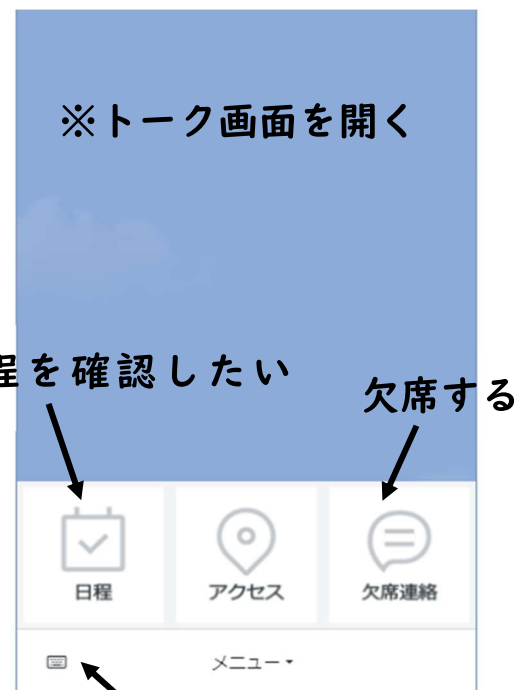 ※トーク画面を開く
程を確認したい
欠席する
日程
アクセス
欠席連絡
メニュー▾